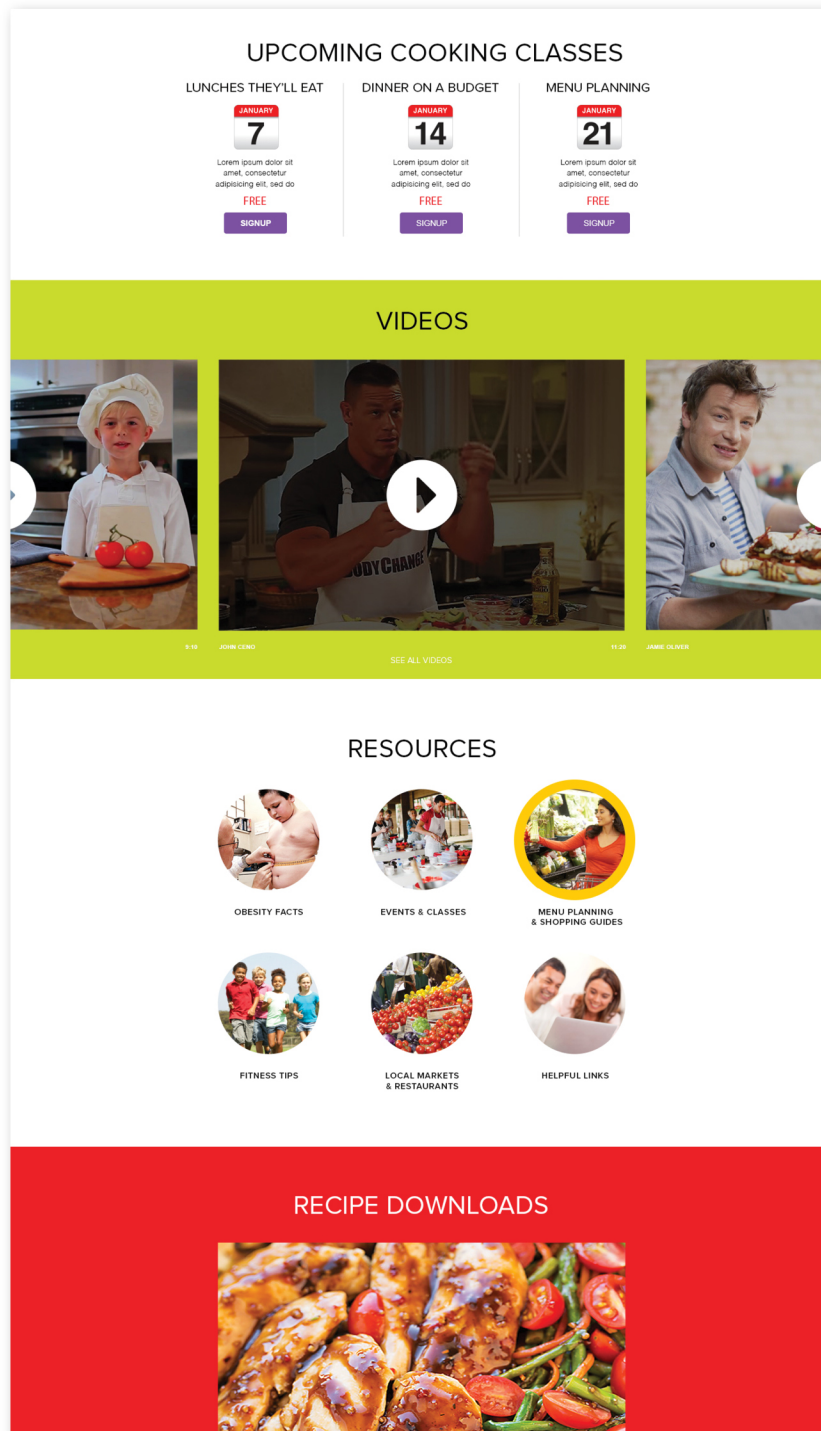 UPCOMING COOKING CLASSES
LUNCHES THEY'LL EAT
JANUARY
7
Lorem ipsum dolor sit
amet, consectetur
adipisicing elit, sed do
FREE
SIGNUP
DINNER ON A BUDGET
JANUARY
14
Lorem ipsum dolor sit
amet, consectetur
adipisicing elit, sed do
FREE
SIGNUP
MENU PLANNING
JANUARY
21
Lorem ipsum dolor sit
amet, consectetur
adipisicing elit, sed do
FREE
SIGNUP
VIDEOS
BODY CHANGE
5:10
JOHN CENO
11:20
JAMIE OLIVER
SEE ALL VIDEOS
RESOURCES
OBESITY FACTS
EVENTS & CLASSES
MENU PLANNING
& SHOPPING GUIDES
FITNESS TIPS
LOCAL MARKETS
& RESTAURANTS
HELPFUL LINKS
RECIPE DOWNLOADS